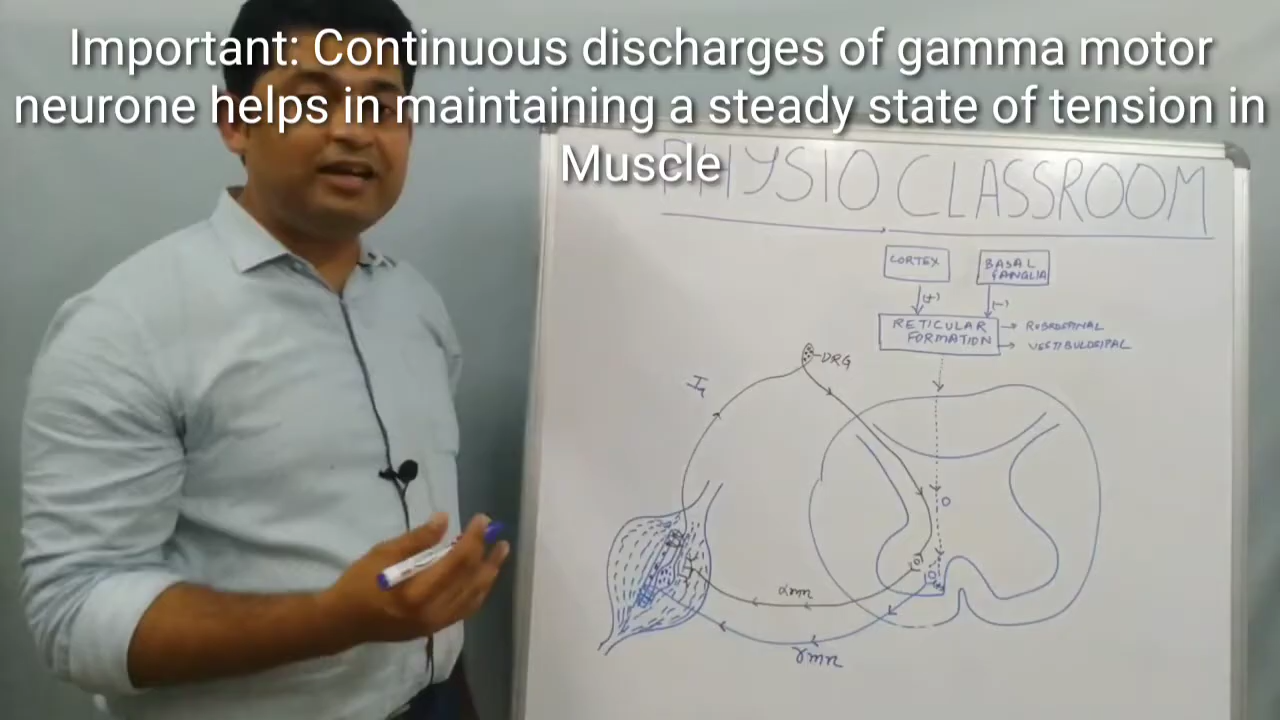 Important: Continuous discharges of gamma motor
neurone helps in maintaining a steady state of tension in
Muscle
PHYSIO CLASSROOM
CORTEX
BASAL
GANGLIA
(+)
(-)
RETICULAR
FORMATION
RUBROSPINAL
VESTIBULOSIPAL
DRG
αmn
γmn